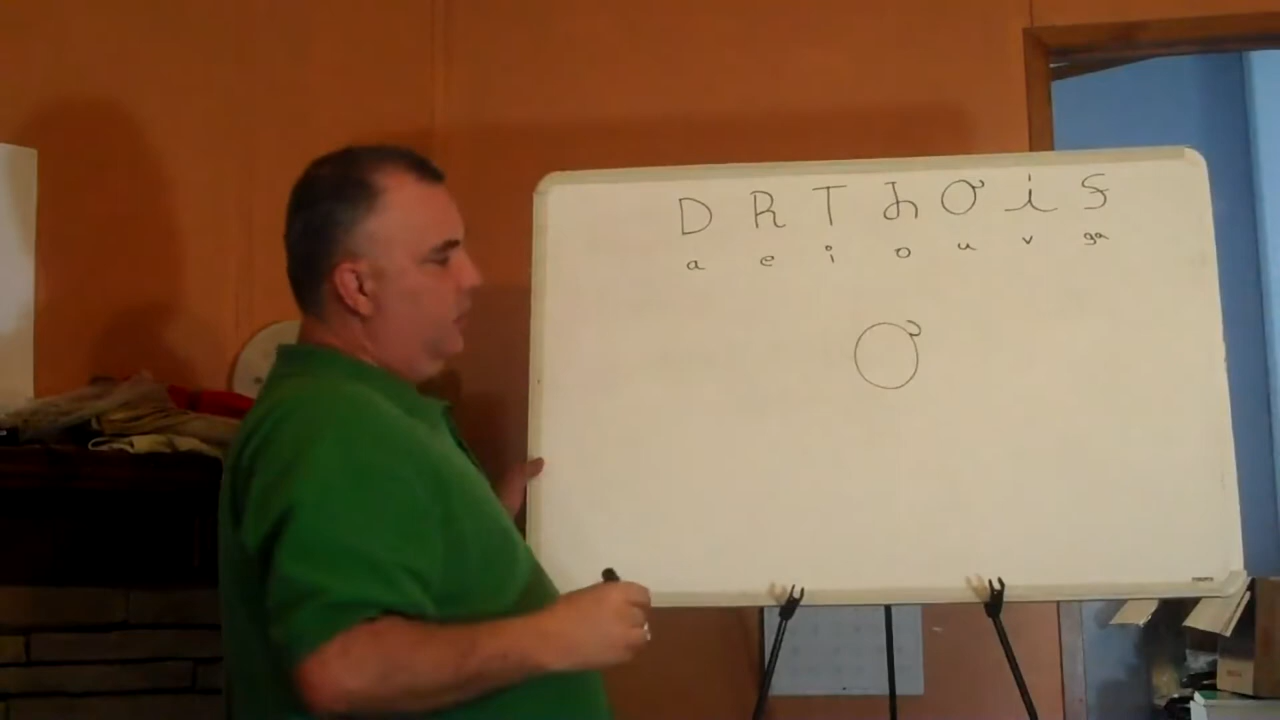 Ꭰ Ꭱ Ꭲ Ꭳ Ꭴ Ꭵ Ꭶ
a e i o u v ga
Ꭴ